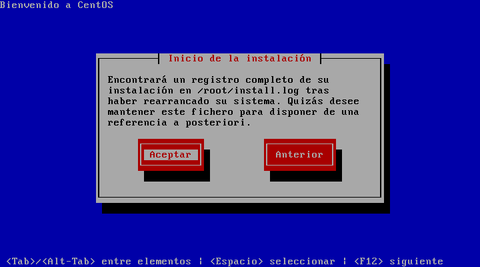 Bienvenido a CentOS
Inicio de la instalación
Encontrará un registro completo de su
instalación en /root/install.log tras
haber rearrancado su sistema. Quizás desee
mantener este fichero para disponer de una
referencia a posteriori.
Aceptar Anterior
<Tab>/<Alt-Tab> entre elementos ¦ <Espacio> seleccionar ¦ <F12> siguiente